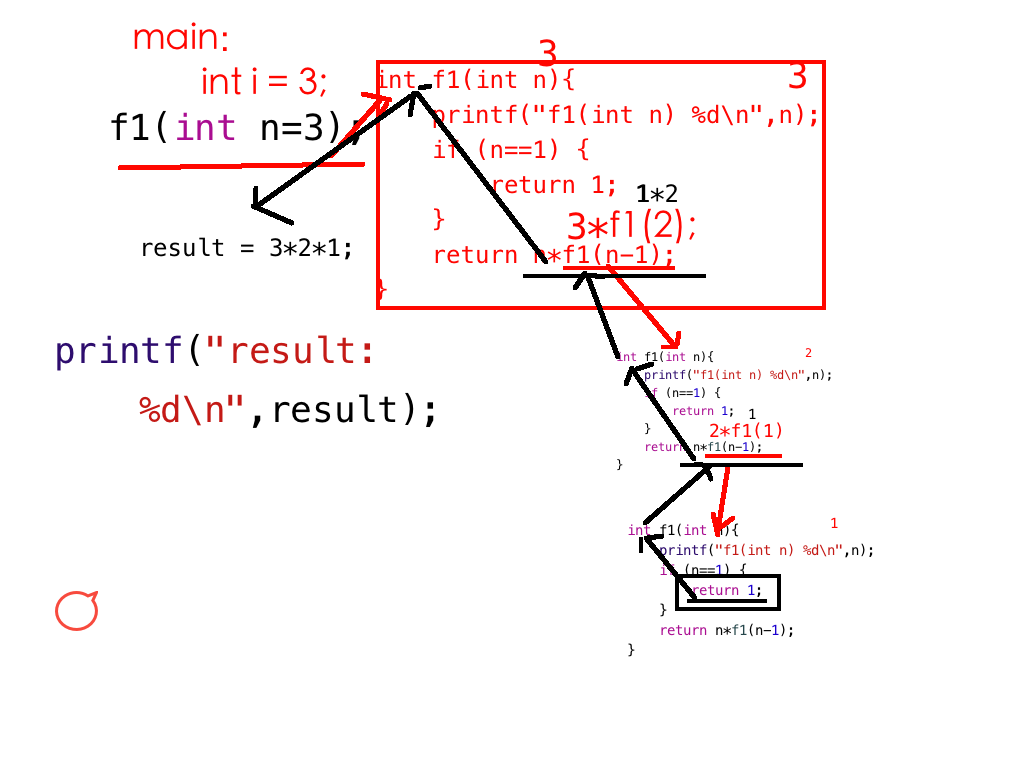 main:
int i = 3;
f1(int n=3);
result = 3*2*1;
printf("result:
%d\n",result);
3
3
int f1(int n){
printf("f1(int n) %d\n",n);
if (n==1) {
return 1;
}
1*2
3*f1(2);
return n*f1(n-1);
}
2
int f1(int n){
printf("f1(int n) %d\n",n);
if (n==1) {
return 1;
1
}
2*f1(1)
return n*f1(n-1);
}
1
int f1(int n){
printf("f1(int n) %d\n",n);
if (n==1) {
return 1;
}
return n*f1(n-1);
}